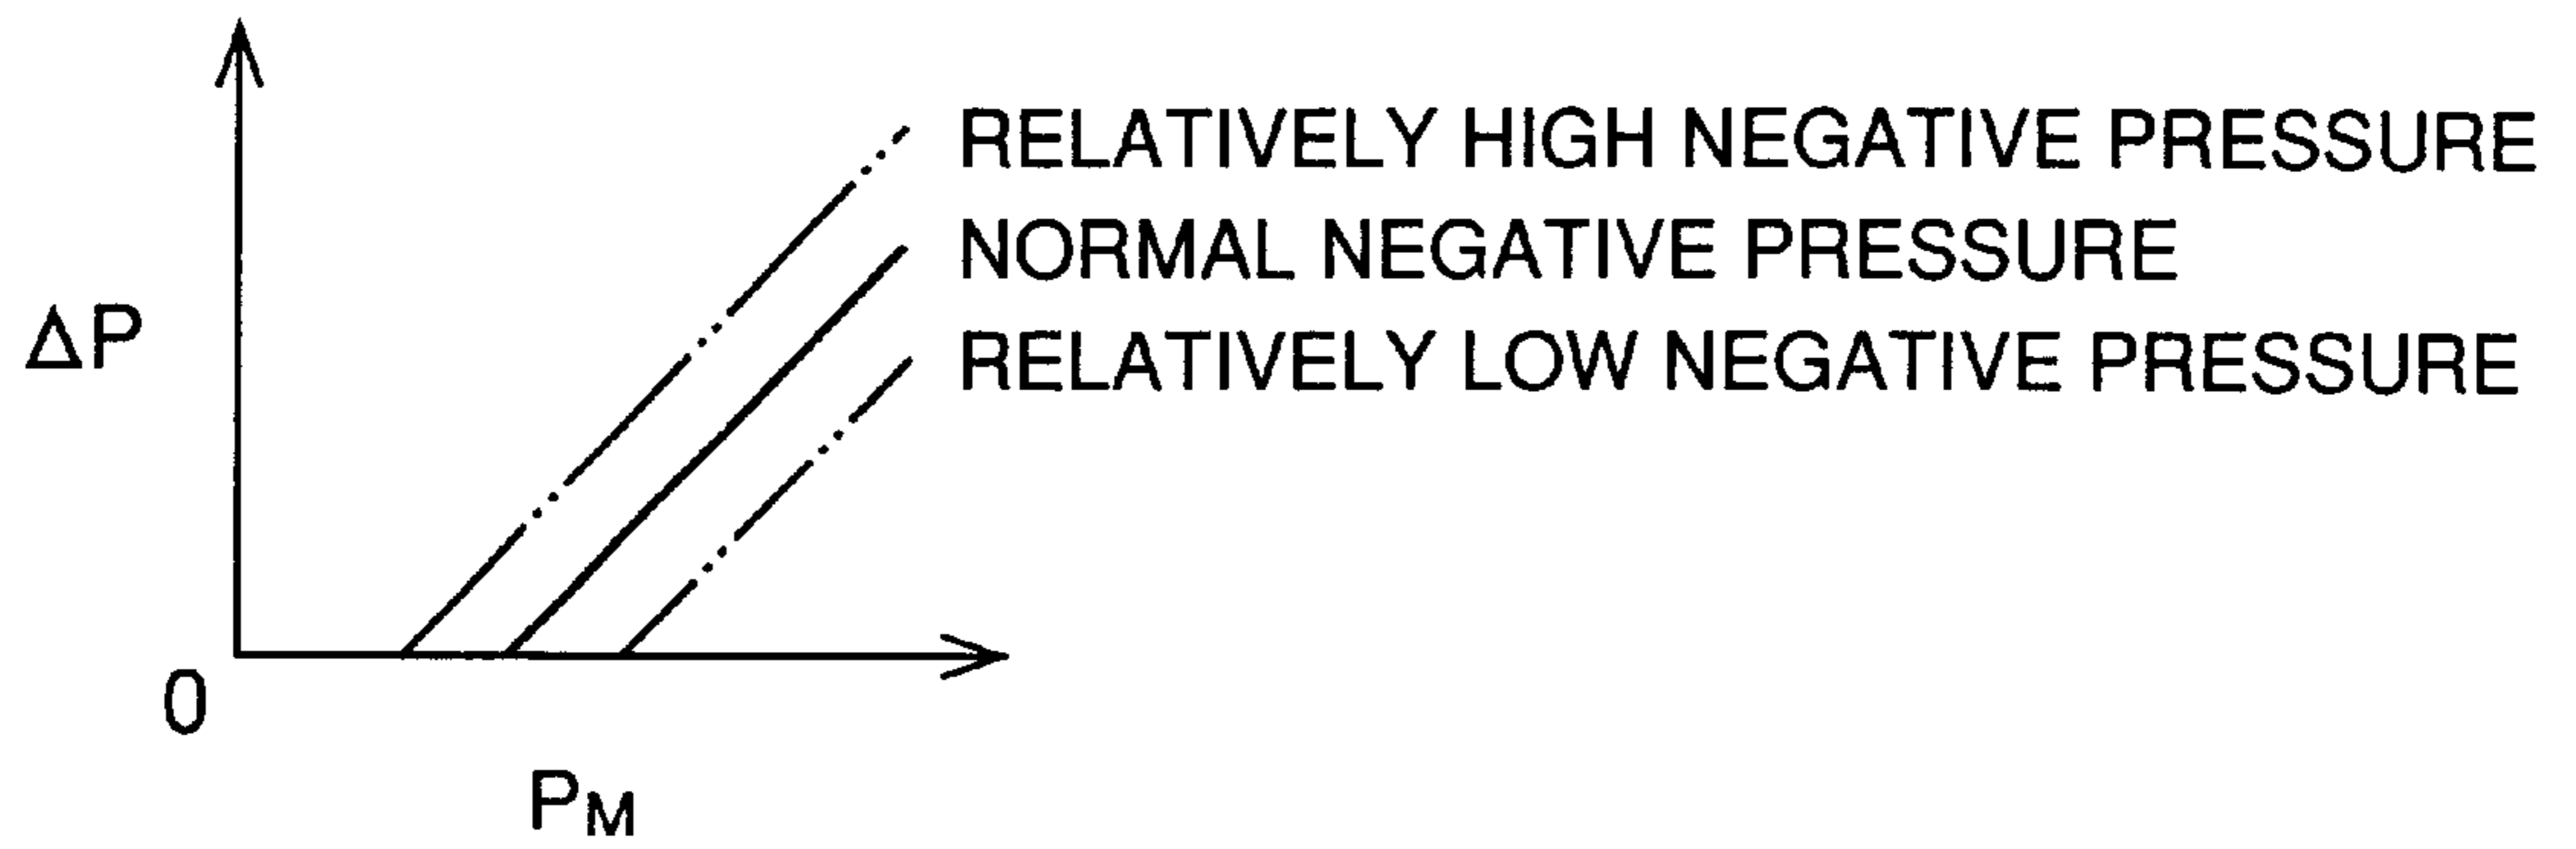 RELATIVELY HIGH NEGATIVE PRESSURE
NORMAL NEGATIVE PRESSURE
RELATIVELY LOW NEGATIVE PRESSURE
ΔP
0
PM